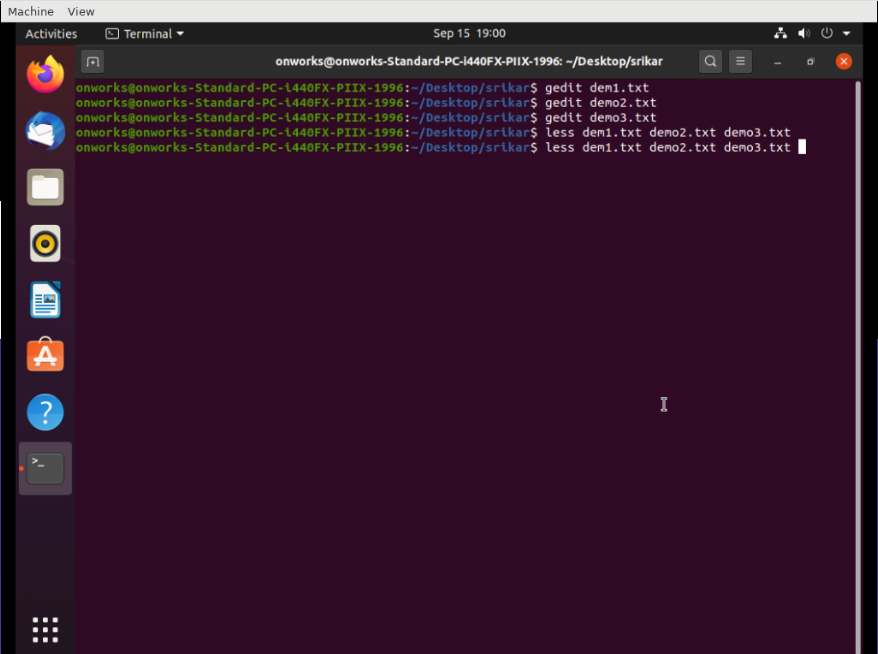 Machine View
Activities Terminal Sep 15 19:00
onworks@onworks-Standard-PC-i440FX-PIIX-1996: ~/Desktop/srikar
onworks@onworks-Standard-PC-i440FX-PIIX-1996:~/Desktop/srikar$ gedit dem1.txt
onworks@onworks-Standard-PC-i440FX-PIIX-1996:~/Desktop/srikar$ gedit demo2.txt
onworks@onworks-Standard-PC-i440FX-PIIX-1996:~/Desktop/srikar$ gedit demo3.txt
onworks@onworks-Standard-PC-i440FX-PIIX-1996:~/Desktop/srikar$ less dem1.txt demo2.txt demo3.txt
onworks@onworks-Standard-PC-i440FX-PIIX-1996:~/Desktop/srikar$ less dem1.txt demo2.txt demo3.txt